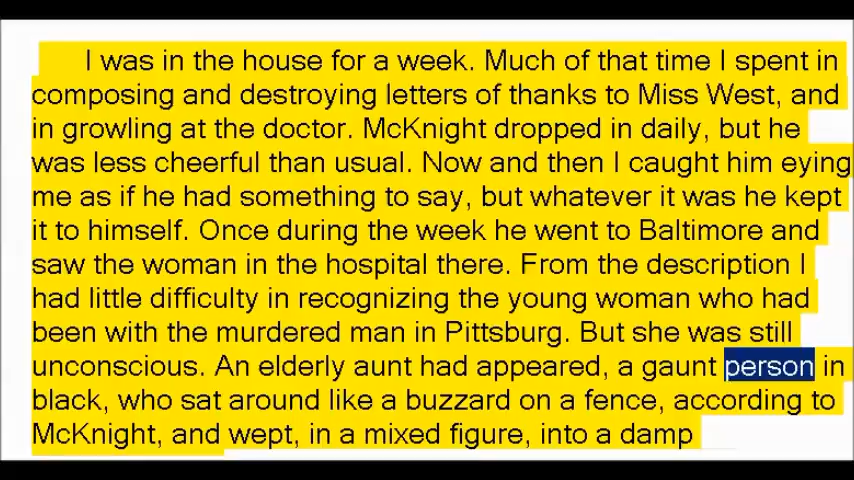 I was in the house for a week. Much of that time I spent in
composing and destroying letters of thanks to Miss West, and
in growling at the doctor. McKnight dropped in daily, but he
was less cheerful than usual. Now and then I caught him eying
me as if he had something to say, but whatever it was he kept
it to himself. Once during the week he went to Baltimore and
saw the woman in the hospital there. From the description I
had little difficulty in recognizing the young woman who had
been with the murdered man in Pittsburg. But she was still
unconscious. An elderly aunt had appeared, a gaunt person in
black, who sat around like a buzzard on a fence, according to
McKnight, and wept, in a mixed figure, into a damp